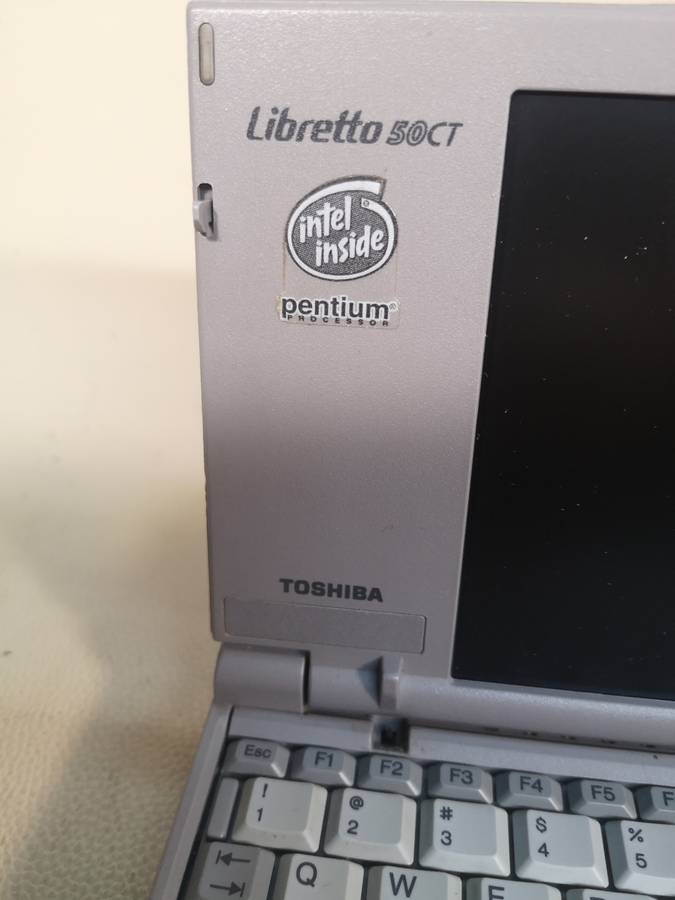 Libretto 50CT
intel
inside
®
pentium®
PROCESSOR
TOSHIBA
Esc F1 F2 F3 F4 F5 F
! @ # $ %
1 2 3 4 5
Q W E